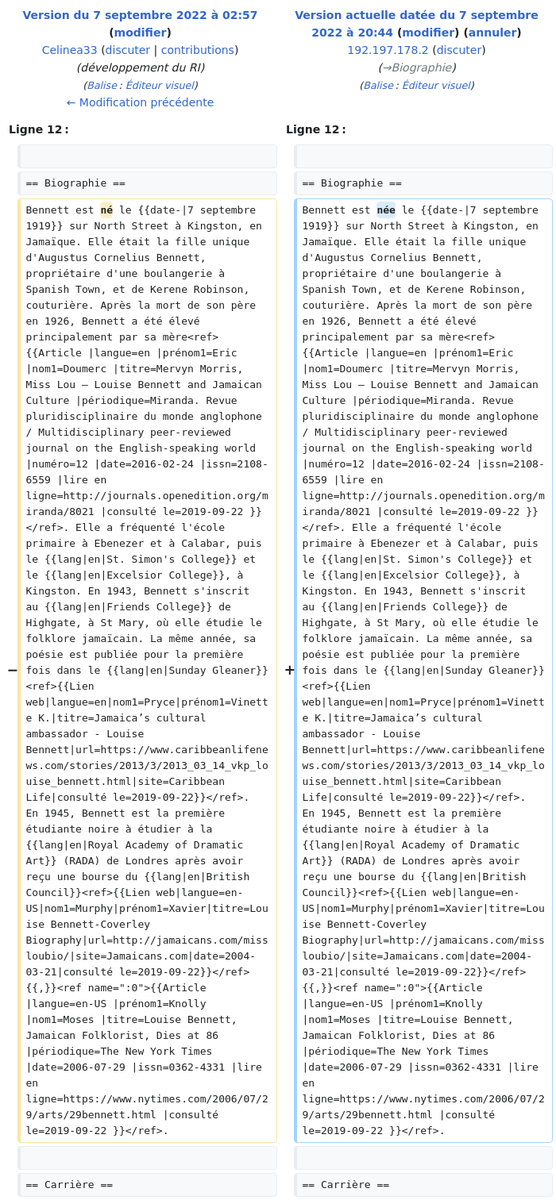 Version du 7 septembre 2022 à 02:57
(modifier)
Celinea33 (discuter | contributions)
(développement du RI)
(Balise : Éditeur visuel)
← Modification précédente
Version actuelle datée du 7 septembre
2022 à 20:44 (modifier) (annuler)
192.197.178.2 (discuter)
(→Biographie)
(Balise : Éditeur visuel)
Ligne 12 :
Ligne 12 :
== Biographie ==
== Biographie ==
−
Bennett est né le {{date-|7 septembre
1919}} sur North Street à Kingston, en
Jamaïque. Elle était la fille unique
d'Augustus Cornelius Bennett,
propriétaire d'une boulangerie à
Spanish Town, et de Kerene Robinson,
couturière. Après la mort de son père
en 1926, Bennett a été élevé
principalement par sa mère<ref>
{{Article |langue=en |prénom1=Eric
|nom1=Doumerc |titre=Mervyn Morris,
Miss Lou – Louise Bennett and Jamaican
Culture |périodique=Miranda. Revue
pluridisciplinaire du monde anglophone
/ Multidisciplinary peer-reviewed
journal on the English-speaking world
|numéro=12 |date=2016-02-24 |issn=2108-
6559 |lire en
ligne=http://journals.openedition.org/m
iranda/8021 |consulté le=2019-09-22 }}
</ref>. Elle a fréquenté l'école
primaire à Ebenezer et à Calabar, puis
le {{lang|en|St. Simon's College}} et
le {{lang|en|Excelsior College}}, à
Kingston. En 1943, Bennett s'inscrit
au {{lang|en|Friends College}} de
Highgate, à St Mary, où elle étudie le
folklore jamaïcain. La même année, sa
poésie est publiée pour la première
fois dans le {{lang|en|Sunday Gleaner}}
<ref>{{Lien
web|langue=en|nom1=Pryce|prénom1=Vinett
e K.|titre=Jamaica’s cultural
ambassador - Louise
Bennett|url=https://www.caribbeanlifene
ws.com/stories/2013/3/2013_03_14_vkp_lo
uise_bennett.html|site=Caribbean
Life|consulté le=2019-09-22}}</ref>.
En 1945, Bennett est la première
étudiante noire à étudier à la
{{lang|en|Royal Academy of Dramatic
Art}} (RADA) de Londres après avoir
reçu une bourse du {{lang|en|British
Council}}<ref>{{Lien web|langue=en-
US|nom1=Murphy|prénom1=Xavier|titre=Lou
ise Bennett-Coverley
Biography|url=http://jamaicans.com/miss
loubio/|site=Jamaicans.com|date=2004-
03-21|consulté le=2019-09-22}}</ref>
{{,}}<ref name=":0">{{Article
|langue=en-US |prénom1=Knolly
|nom1=Moses |titre=Louise Bennett,
Jamaican Folklorist, Dies at 86
|périodique=The New York Times
|date=2006-07-29 |issn=0362-4331 |lire
en
ligne=https://www.nytimes.com/2006/07/2
9/arts/29bennett.html |consulté
le=2019-09-22 }}</ref>.
+
Bennett est née le {{date-|7 septembre
1919}} sur North Street à Kingston, en
Jamaïque. Elle était la fille unique
d'Augustus Cornelius Bennett,
propriétaire d'une boulangerie à
Spanish Town, et de Kerene Robinson,
couturière. Après la mort de son père
en 1926, Bennett a été élevé
principalement par sa mère<ref>
{{Article |langue=en |prénom1=Eric
|nom1=Doumerc |titre=Mervyn Morris,
Miss Lou – Louise Bennett and Jamaican
Culture |périodique=Miranda. Revue
pluridisciplinaire du monde anglophone
/ Multidisciplinary peer-reviewed
journal on the English-speaking world
|numéro=12 |date=2016-02-24 |issn=2108-
6559 |lire en
ligne=http://journals.openedition.org/m
iranda/8021 |consulté le=2019-09-22 }}
</ref>. Elle a fréquenté l'école
primaire à Ebenezer et à Calabar, puis
le {{lang|en|St. Simon's College}} et
le {{lang|en|Excelsior College}}, à
Kingston. En 1943, Bennett s'inscrit
au {{lang|en|Friends College}} de
Highgate, à St Mary, où elle étudie le
folklore jamaïcain. La même année, sa
poésie est publiée pour la première
fois dans le {{lang|en|Sunday Gleaner}}
<ref>{{Lien
web|langue=en|nom1=Pryce|prénom1=Vinett
e K.|titre=Jamaica’s cultural
ambassador - Louise
Bennett|url=https://www.caribbeanlifene
ws.com/stories/2013/3/2013_03_14_vkp_lo
uise_bennett.html|site=Caribbean
Life|consulté le=2019-09-22}}</ref>.
En 1945, Bennett est la première
étudiante noire à étudier à la
{{lang|en|Royal Academy of Dramatic
Art}} (RADA) de Londres après avoir
reçu une bourse du {{lang|en|British
Council}}<ref>{{Lien web|langue=en-
US|nom1=Murphy|prénom1=Xavier|titre=Lou
ise Bennett-Coverley
Biography|url=http://jamaicans.com/miss
loubio/|site=Jamaicans.com|date=2004-
03-21|consulté le=2019-09-22}}</ref>
{{,}}<ref name=":0">{{Article
|langue=en-US |prénom1=Knolly
|nom1=Moses |titre=Louise Bennett,
Jamaican Folklorist, Dies at 86
|périodique=The New York Times
|date=2006-07-29 |issn=0362-4331 |lire
en
ligne=https://www.nytimes.com/2006/07/2
9/arts/29bennett.html |consulté
le=2019-09-22 }}</ref>.
== Carrière ==
== Carrière ==